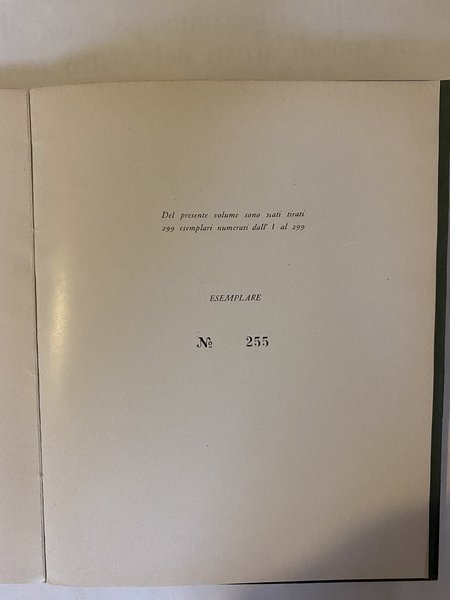 Del presente volume sono stati tirati
299 esemplari numerati dall' 1 al 299
ESEMPLARE
№ 255